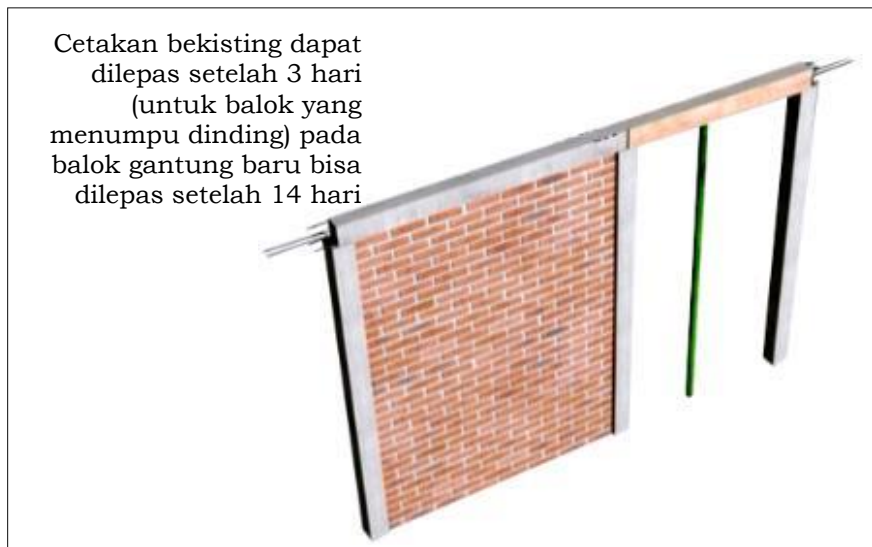 Cetakan bekisting dapat
dilepas setelah 3 hari
(untuk balok yang
menumpu dinding) pada
balok gantung baru bisa
dilepas setelah 14 hari